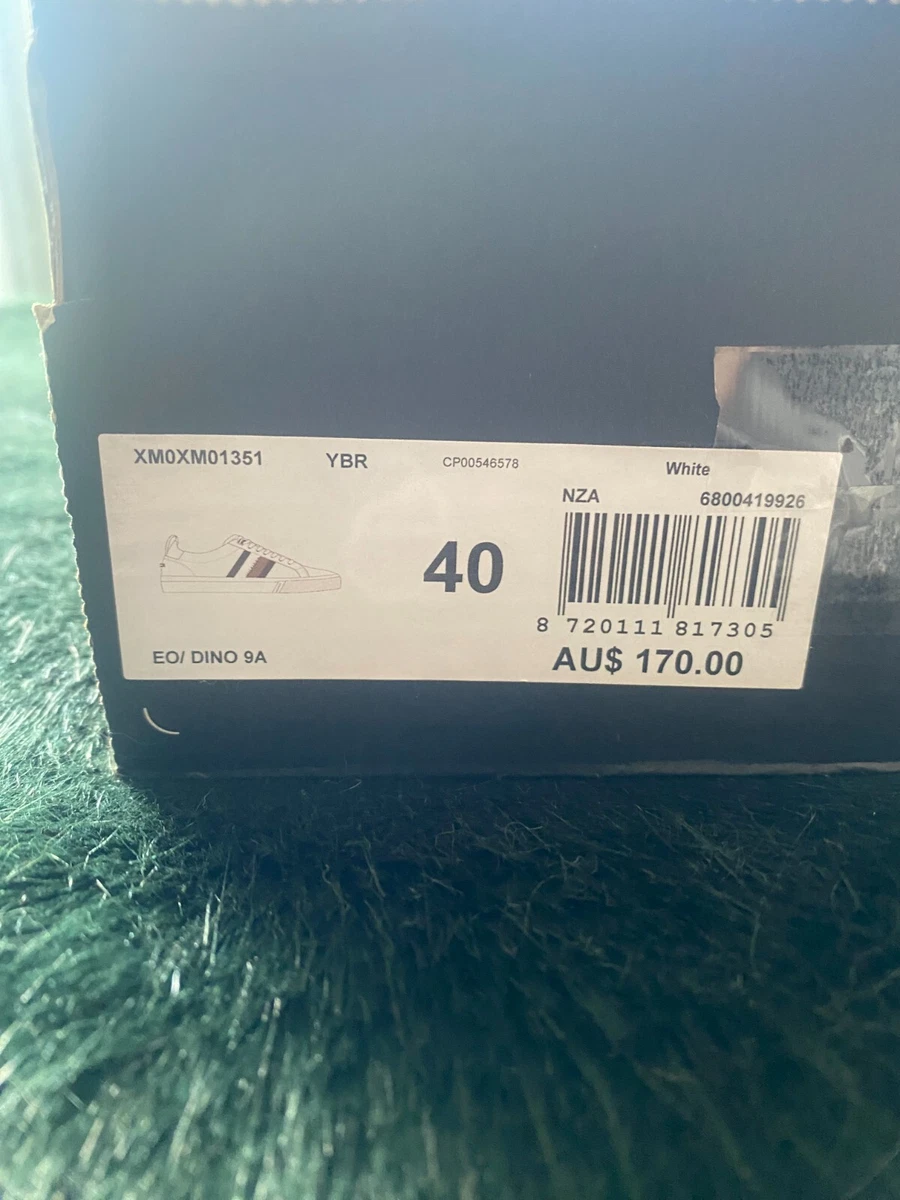 XM0XM01351 YBR CP00546578 White
NZA 6800419926
40
8 720111 817305
EO/ DINO 9A AU$ 170.00